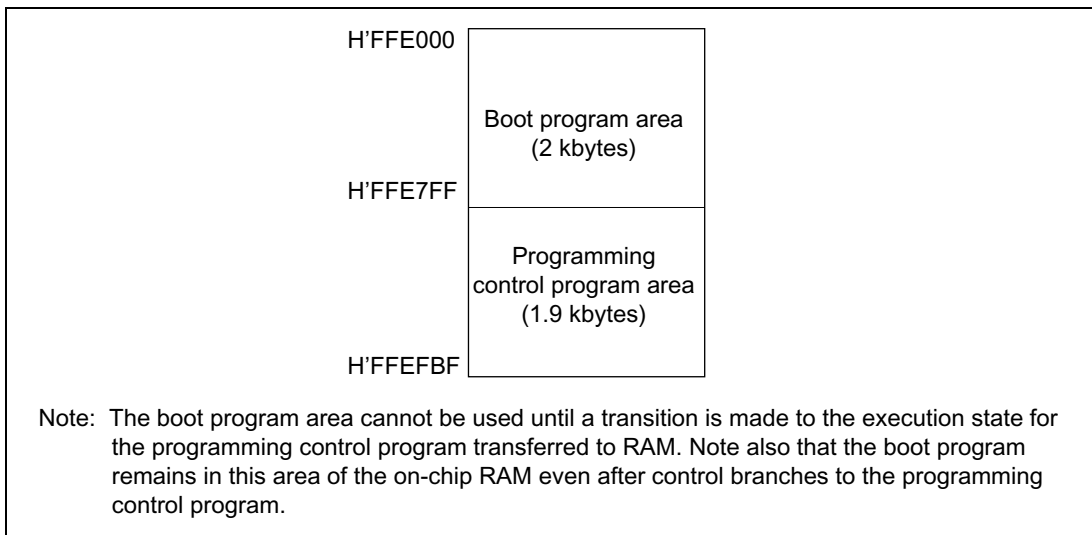 H’FFE000
Boot program area
(2 kbytes)
H’FFE7FF
Programming
control program area
(1.9 kbytes)
H’FFEFBF
Note: The boot program area cannot be used until a transition is made to the execution state for
the programming control program transferred to RAM. Note also that the boot program
remains in this area of the on-chip RAM even after control branches to the programming
control program.